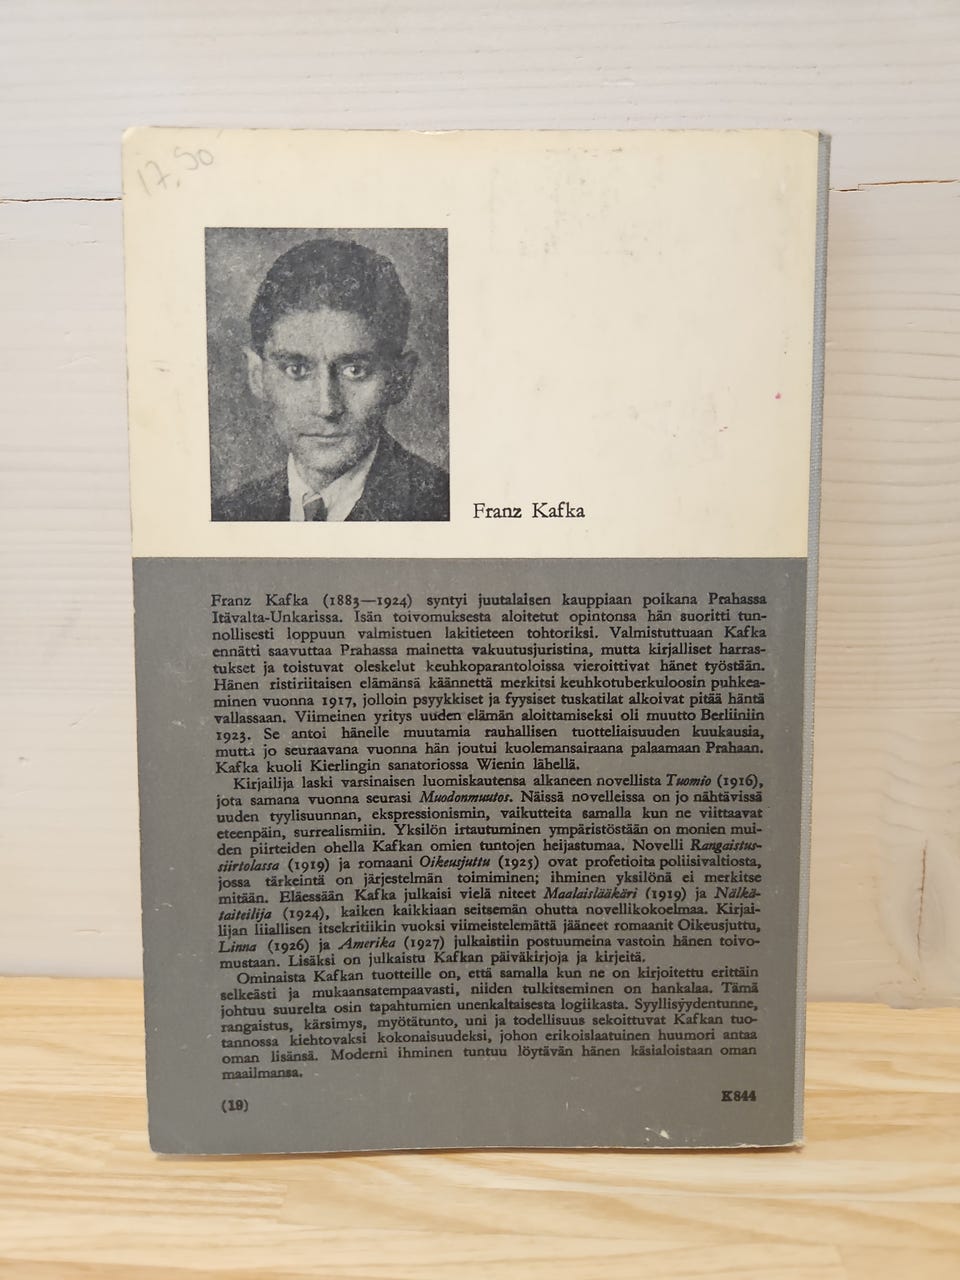 17,50
Franz Kafka
Franz Kafka (1883—1924) syntyi juutalaisen kauppiaan poikana Prahassa
Itävalta-Unkarissa. Isän toivomuksesta aloitetut opintonsa hän suoritti tun-
nollisesti loppuun valmistuen lakitieteen tohtoriksi. Valmistuttuaan Kafka
ennätti saavuttaa Prahassa mainetta vakuutusjuristina, mutta kirjalliset harras-
tukset ja toistuvat oleskelut keuhkoparantoloissa vieroittivat hänet työstään.
Hänen ristiriitaisen elämänsä käännettä merkitsi keuhkotuberkuloosin puhkea-
minen vuonna 1917, jolloin psyykkiset ja fyysiset tuskatilat alkoivat pitää häntä
vallassaan. Viimeinen yritys uuden elämän aloittamiseksi oli muutto Berliiniin
1923. Se antoi hänelle muutamia rauhallisen tuotteliaisuuden kuukausia,
mutta jo seuraavana vuonna hän joutui kuolemansairaana palaamaan Prahaan.
Kafka kuoli Kierlingin sanatoriossa Wienin lähellä.
Kirjailija laski varsinaisen luomiskautensa alkaneen novellista Tuomio (1916),
jota samana vuonna seurasi Muodonmuutos. Näissä novelleissa on jo nähtävissä
uuden tyylisuunnan, ekspressionismin, vaikutteita samalla kun ne viittaavat
eteenpäin, surrealismiin. Yksilön irtautuminen ympäristöstään on monien mui-
den piirteiden ohella Kafkan omien tuntojen heijastumaa. Novelli Rangaistus-
siirtolassa (1919) ja romaani Oikeusjuttu (1925) ovat profetioita poliisivaltiosta,
jossa tärkeintä on järjestelmän toimiminen; ihminen yksilönä ei merkitse
mitään. Eläessään Kafka julkaisi vielä niteet Maalaislääkäri (1919) ja Nälkä-
taiteilija (1924), kaiken kaikkiaan seitsemän ohutta novellikokoelmaa. Kirjai-
lijan liiallisen itsekritiikin vuoksi viimeistelemättä jääneet romaanit Oikeusjuttu,
Linna (1926) ja Amerika (1927) julkaistiin postuumeina vastoin hänen toivo-
mustaan. Lisäksi on julkaistu Kafkan päiväkirjoja ja kirjeitä.
Ominaista Kafkan tuotteille on, että samalla kun ne on kirjoitettu erittäin
selkeästi ja mukaansatempaavasti, niiden tulkitseminen on hankalaa. Tämä
johtuu suurelta osin tapahtumien unenkaltaisesta logiikasta. Syyllisyydentunne,
rangaistus, kärsimys, myötätunto, uni ja todellisuus sekoittuvat Kafkan tuo-
tannossa kiehtovaksi kokonaisuudeksi, johon erikoislaatuinen huumori antaa
oman lisänsä. Moderni ihminen tuntuu löytävän hänen käsialoistaan oman
maailmansa.
(19)
K844